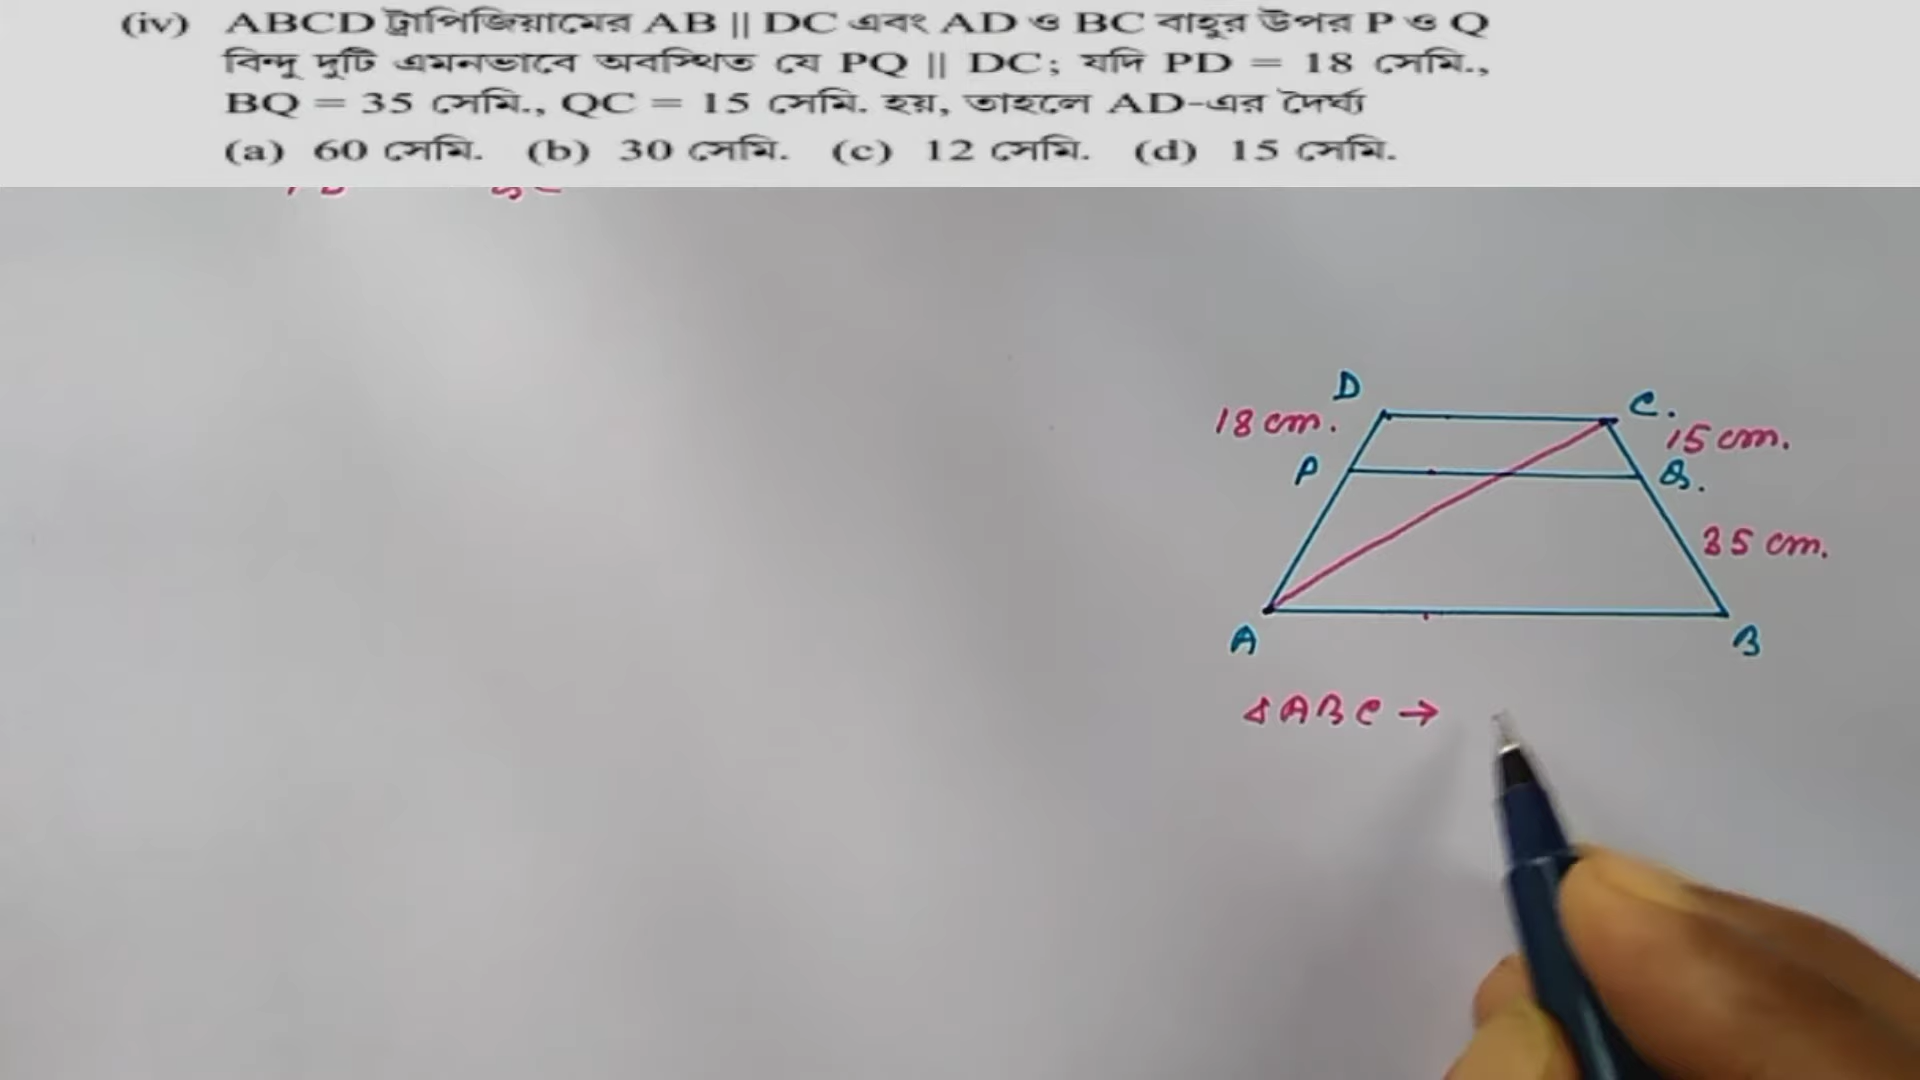 (iv) ABCD ট্রাপিজিয়ামের AB || DC এবং AD ও BC বাহুর উপর P ও Q
বিন্দু দুটি এমনভাবে অবস্থিত যে PQ || DC; যদি PD = 18 সেমি.,
BQ = 35 সেমি., QC = 15 সেমি. হয়, তাহলে AD-এর দৈর্ঘ্য
(a) 60 সেমি. (b) 30 সেমি. (c) 12 সেমি. (d) 15 সেমি.
D
C.
18 cm.
15 cm.
P
Q.
35 cm.
A
B
ΔABC →